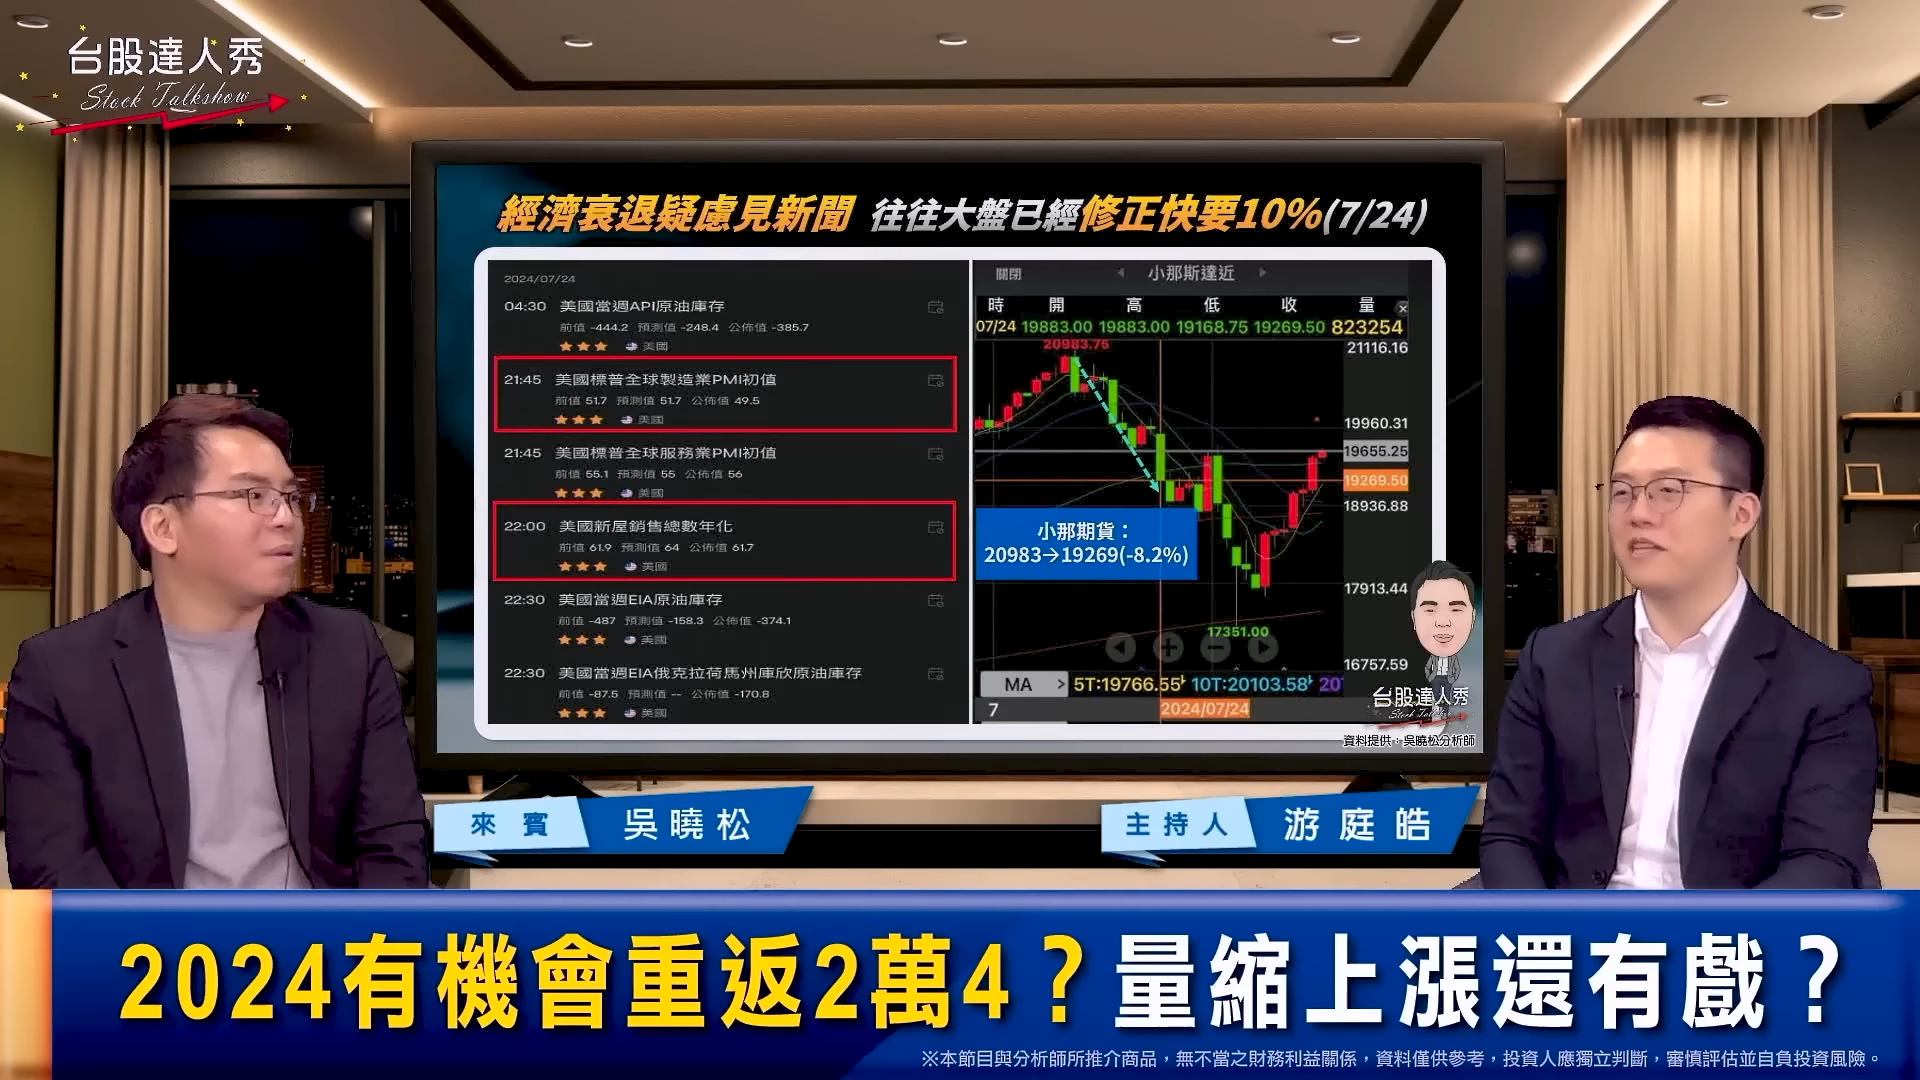 台股達人秀
Stock Talkshow
經濟衰退疑慮見新聞 往往大盤已經修正快要10%(7/24)
2024/07/24
04:30 美國當週API原油庫存
前值 -444.2 預測值 -248.4 公佈值 -385.7
美國
21:45 美國標普全球製造業PMI初值
前值 51.7 預測值 51.7 公佈值 49.5
美國
21:45 美國標普全球服務業PMI初值
前值 55.1 預測值 55 公佈值 56
美國
22:00 美國新屋銷售總數年化
前值 61.9 預測值 64 公佈值 61.7
美國
22:30 美國當週EIA原油庫存
前值 -487 預測值 -158.3 公佈值 -374.1
美國
22:30 美國當週EIA俄克拉荷馬州庫欣原油庫存
前值 -87.5 預測值 -- 公佈值 -170.8
美國
關閉 小那斯達近
時 開 高 低 收 量
07/24 19883.00 19883.00 19168.75 19269.50 823254
20983.75
21116.16
19960.31
19655.25
19269.50
18936.88
17913.44
16757.59
小那期貨：
20983→19269(-8.2%)
17351.00
MA > 5T:19766.55 10T:20103.58 20
7
2024/07/24
台股達人秀
資料提供：吳曉松分析師
來賓 吳曉松
主持人 游庭皓
2024有機會重返2萬4？量縮上漲還有戲？
※本節目與分析師所推介商品，無不當之財務利益關係，資料僅供參考，投資人應獨立判斷，審慎評估並自負投資風險。